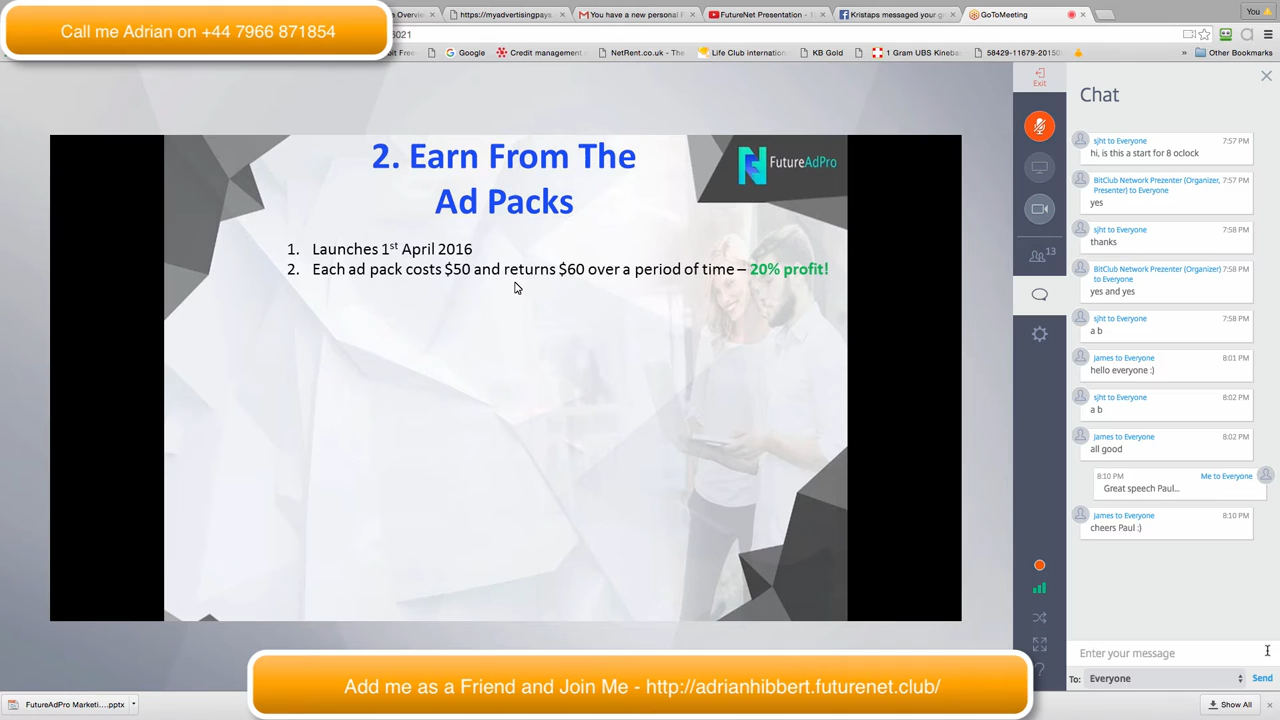 Call me Adrian on +44 7966 871854
Overvie
https://myadvertisingpays
You have a new personal F
FutureNet Presentation - 1
Kristaps messaged your g
GoToMeeting
You
6021
Free
Google
Credit management
NetRent.co.uk - The
Life Club internation
KB Gold
1 Gram UBS Kineba
58429-11679-20150
»
Other Bookmarks
2. Earn From The
Ad Packs
FutureAdPro
1. Launches 1st April 2016
2. Each ad pack costs $50 and returns $60 over a period of time – 20% profit!
Exit
13
?
Chat
sjht to Everyone 7:57 PM
hi, is this a start for 8 oclock
BitClub Network Prezenter (Organizer, 7:57 PM
Presenter) to Everyone
yes
sjht to Everyone 7:58 PM
thanks
BitClub Network Prezenter (Organizer) 7:58 PM
to Everyone
yes and yes
sjht to Everyone 7:58 PM
a b
James to Everyone 8:01 PM
hello everyone :)
sjht to Everyone 8:02 PM
a b
James to Everyone 8:02 PM
all good
8:10 PM Me to Everyone
Great speech Paul...
James to Everyone 8:10 PM
cheers Paul :)
Enter your message
To: Everyone Send
Add me as a Friend and Join Me - http://adrianhibbert.futurenet.club/
FutureAdPro Marketi....pptx
Show All